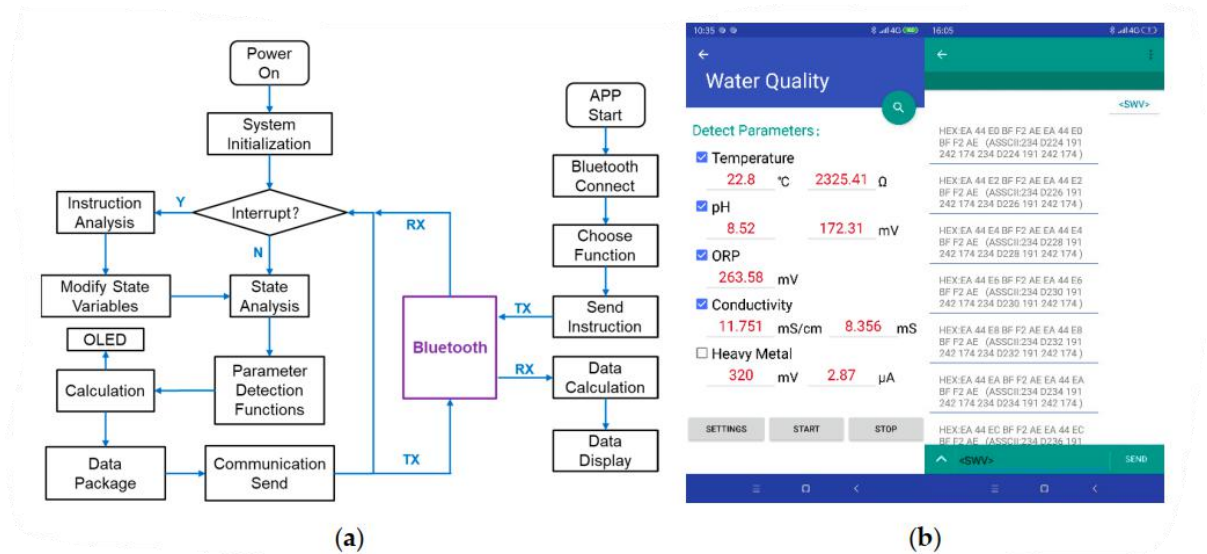 Power
On
System
Initialization
Interrupt?
Y
N
Instruction
Analysis
Modify State
Variables
State
Analysis
OLED
Calculation
Parameter
Detection
Functions
Data
Package
Communication
Send
RX
TX
Bluetooth
TX
RX
APP
Start
Bluetooth
Connect
Choose
Function
Send
Instruction
Data
Calculation
Data
Display
(a)
10:35
4G
Water Quality
Detect Parameters:
Temperature
22.8 ℃ 2325.41 Ω
pH
8.52 172.31 mV
ORP
263.58 mV
Conductivity
11.751 mS/cm 8.356 mS
Heavy Metal
320 mV 2.87 μA
SETTINGS START STOP
16:05
4G
<SWV>
HEX:EA 44 E0 BF F2 AE EA 44 E0
BF F2 AE (ASSCII:234 D224 191
242 174 234 D224 191 242 174 )
HEX:EA 44 E2 BF F2 AE EA 44 E2
BF F2 AE (ASSCII:234 D226 191
242 174 234 D226 191 242 174 )
HEX:EA 44 E4 BF F2 AE EA 44 E4
BF F2 AE (ASSCII:234 D228 191
242 174 234 D228 191 242 174 )
HEX:EA 44 E6 BF F2 AE EA 44 E6
BF F2 AE (ASSCII:234 D230 191
242 174 234 D230 191 242 174 )
HEX:EA 44 E8 BF F2 AE EA 44 E8
BF F2 AE (ASSCII:234 D232 191
242 174 234 D232 191 242 174 )
HEX:EA 44 EA BF F2 AE EA 44 EA
BF F2 AE (ASSCII:234 D234 191
242 174 234 D234 191 242 174 )
HEX:EA 44 EC BF F2 AE EA 44 EC
BF F2 AE (ASSCII:234 D236 191
<SWV> SEND
(b)